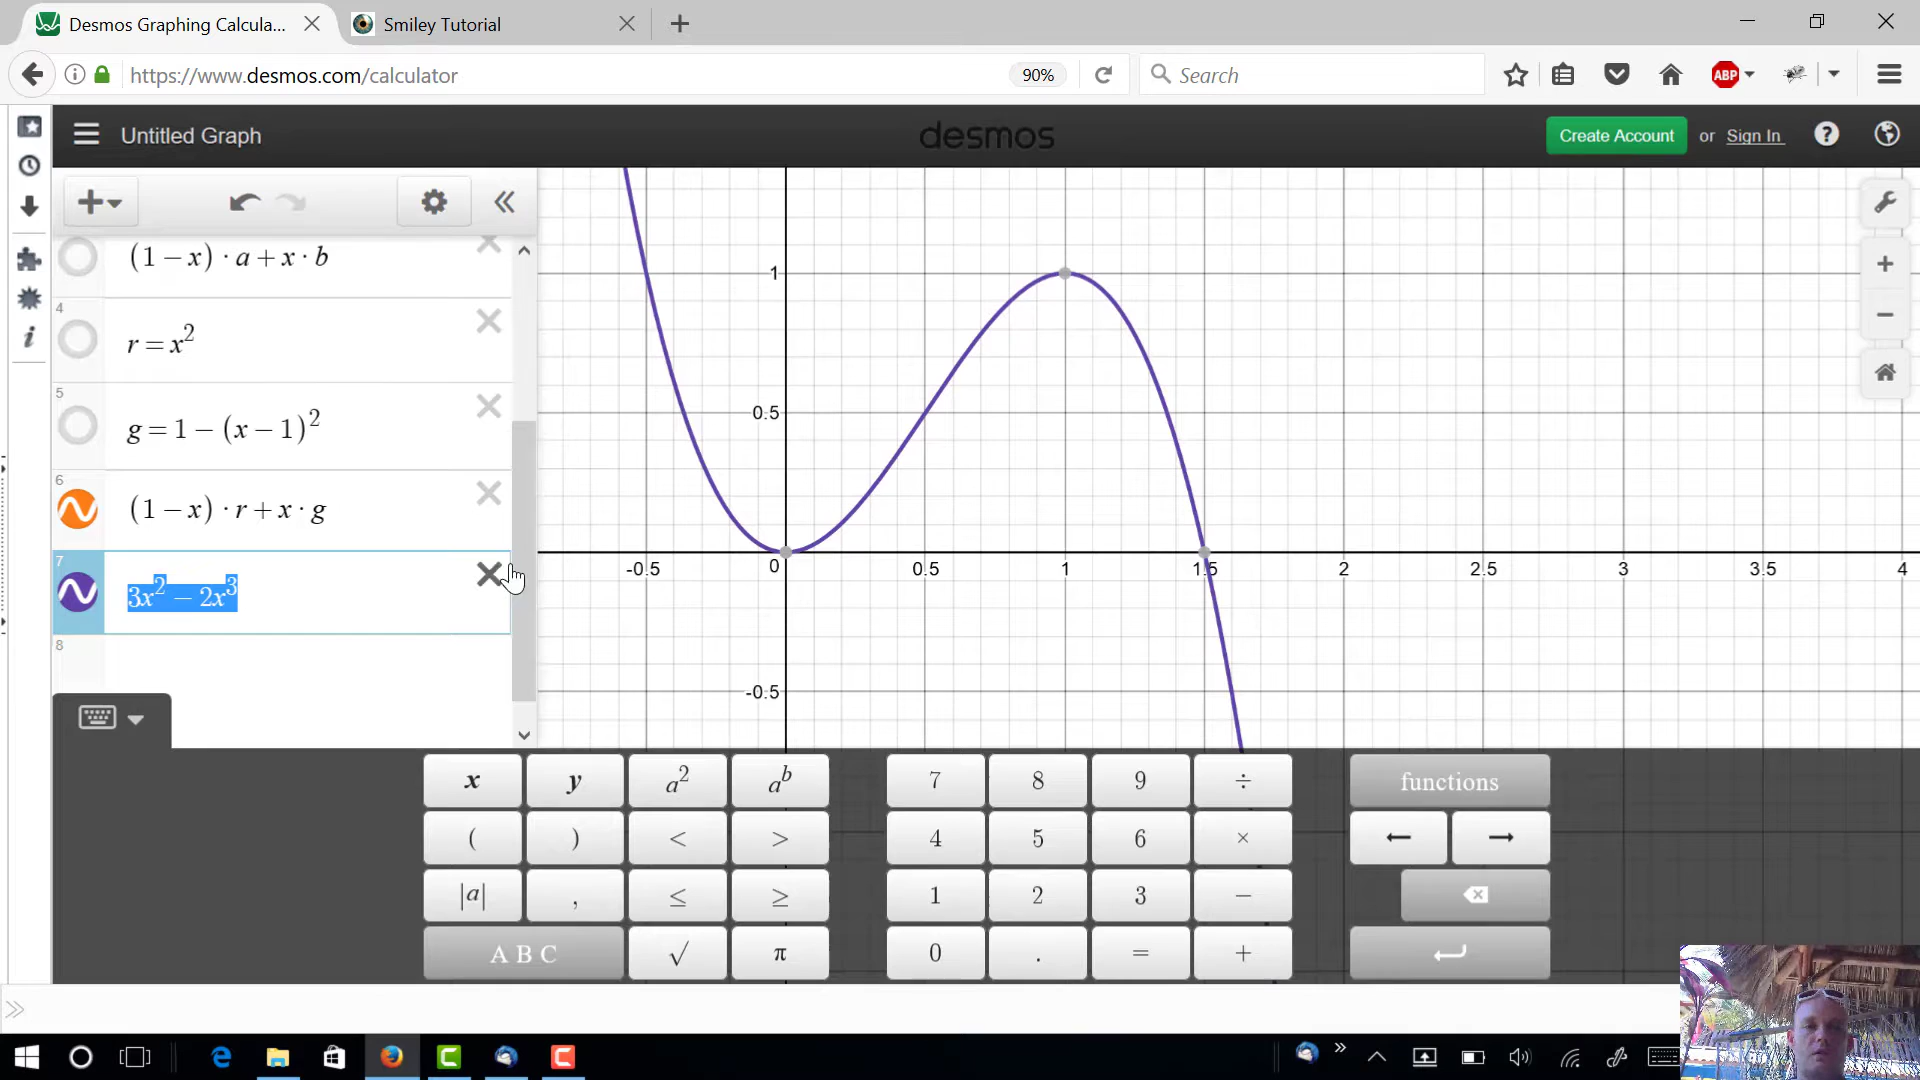 Desmos Graphing Calcula...
Smiley Tutorial
https://www.desmos.com/calculator
90%
Search
ABP
Untitled Graph
desmos
Create Account or Sign In
(1−x)·a+x·b
4
r=x²
5
g=1−(x−1)²
6
(1−x)·r+x·g
7
3x²−2x³
8
1
0.5
-0.5
-0.5 0 0.5 1 1.5 2 2.5 3 3.5 4
x y a² aᵇ 7 8 9 ÷ functions
( ) < > 4 5 6 × ← →
|a| , ≤ ≥ 1 2 3 −
A B C √ π 0 . = +